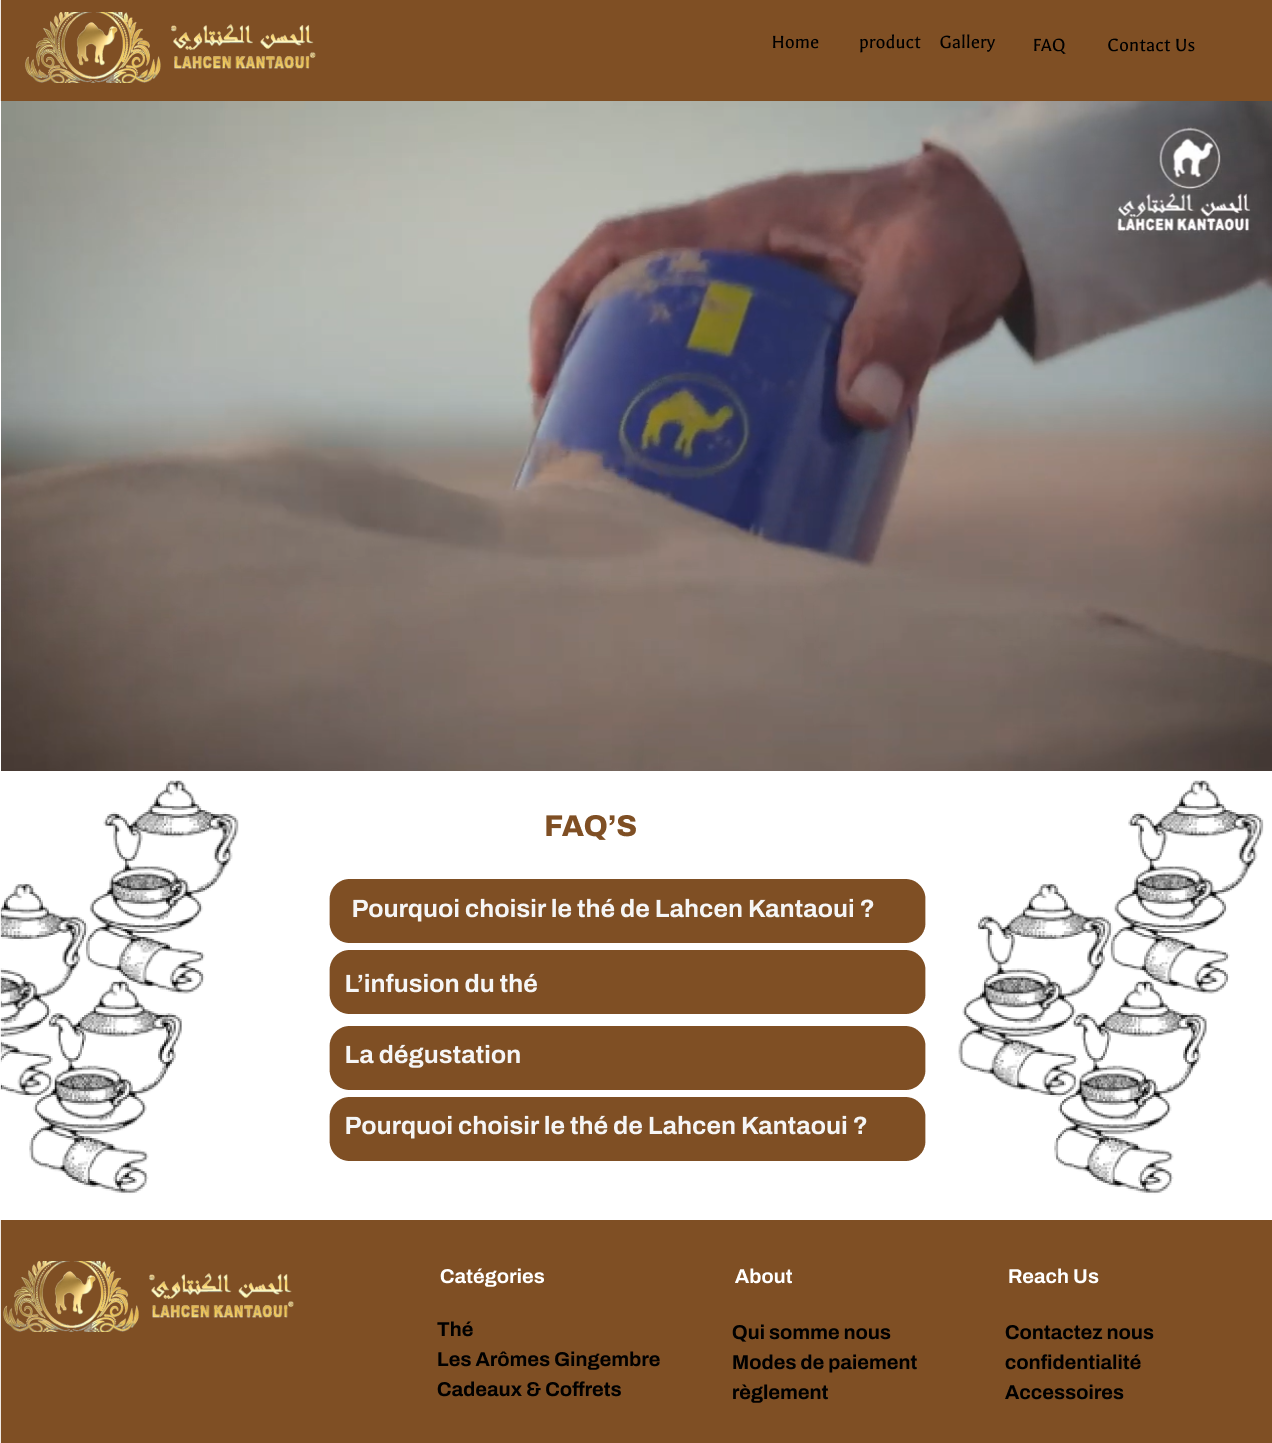 الحسن الكنتاوي
LAHCEN KANTAOUI
Home product Gallery FAQ Contact Us
الحسن الكنتاوي
LAHCEN KANTAOUI
FAQ’S
Pourquoi choisir le thé de Lahcen Kantaoui ?
L’infusion du thé
La dégustation
Pourquoi choisir le thé de Lahcen Kantaoui ?
الحسن الكنتاوي
LAHCEN KANTAOUI
Catégories
Thé
Les Arômes Gingembre
Cadeaux & Coffrets
About
Qui somme nous
Modes de paiement
règlement
Reach Us
Contactez nous
confidentialité
Accessoires